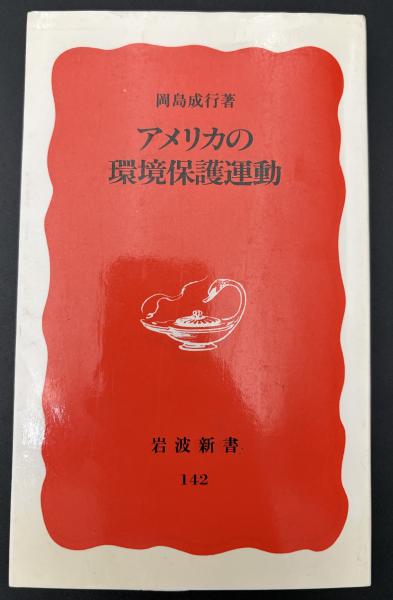 岡島成行著
アメリカの
環境保護運動
岩波新書
142